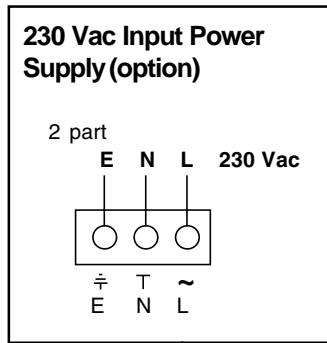 230 Vac Input Power
Supply (option)
2 part
E N L 230 Vac
~
E N L